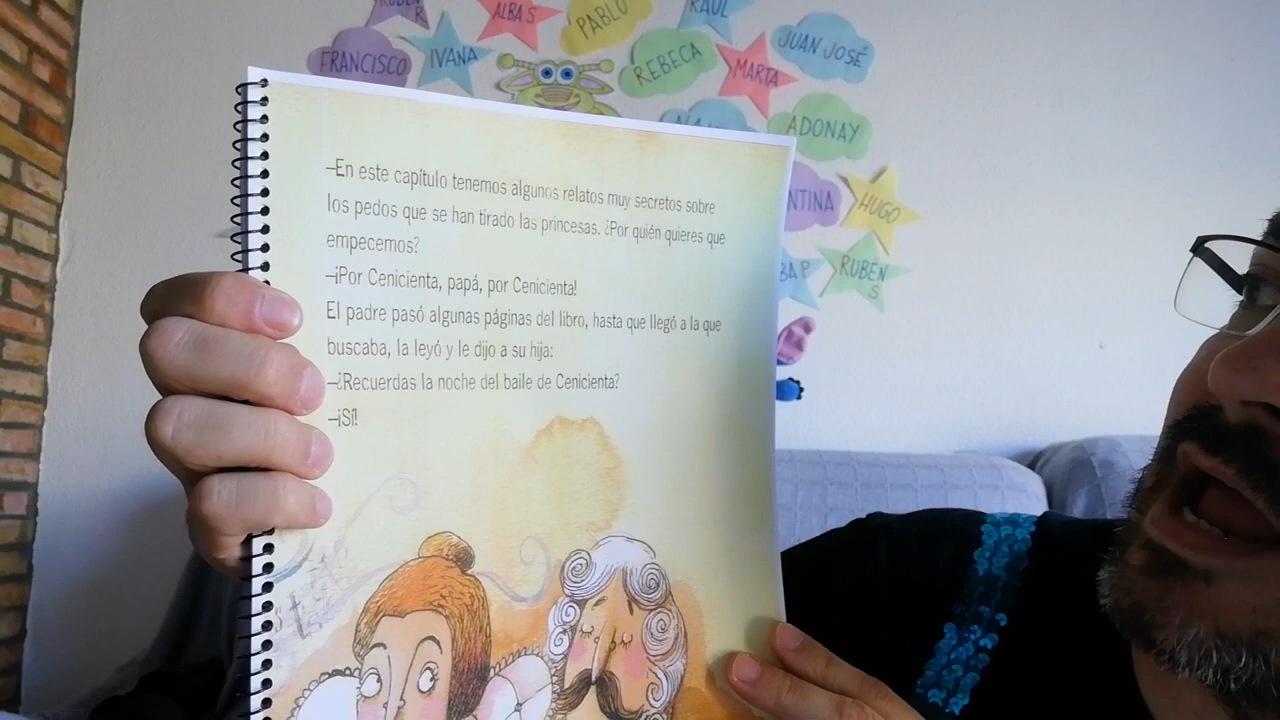 RUBÉN
R
ALBA S
PABLO
RAÚL
FRANCISCO
IVANA
REBECA
MARTA
JUAN JOSÉ
ADONAY
HUGO
RUBÉN
S
–En este capítulo tenemos algunos relatos muy secretos sobre
los pedos que se han tirado las princesas. ¿Por quién quieres que
empecemos?
–¡Por Cenicienta, papá, por Cenicienta!
El padre pasó algunas páginas del libro, hasta que llegó a la que
buscaba, la leyó y le dijo a su hija:
–¿Recuerdas la noche del baile de Cenicienta?
–¡Sí!